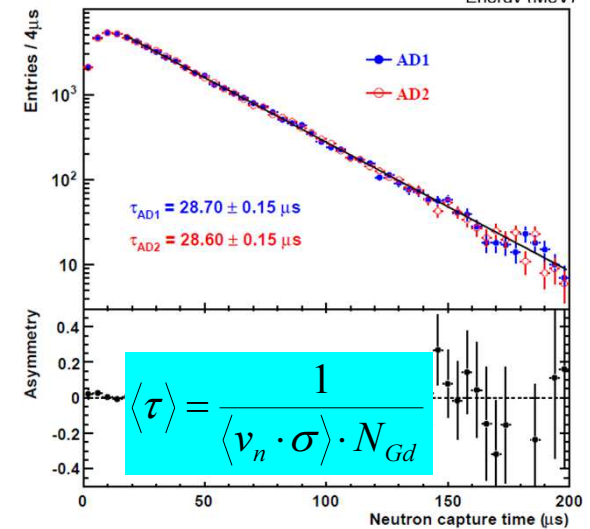 Energy (MeV)
Entries / 4μs
10³
10²
10
AD1
AD2
τAD1 = 28.70 ± 0.15 μs
τAD2 = 28.60 ± 0.15 μs
Asymmetry
0.4
0.2
0
-0.2
-0.4
⟨τ⟩ = 1 / (⟨vn · σ⟩ · NGd)
0 50 100 150 200
Neutron capture time (μs)